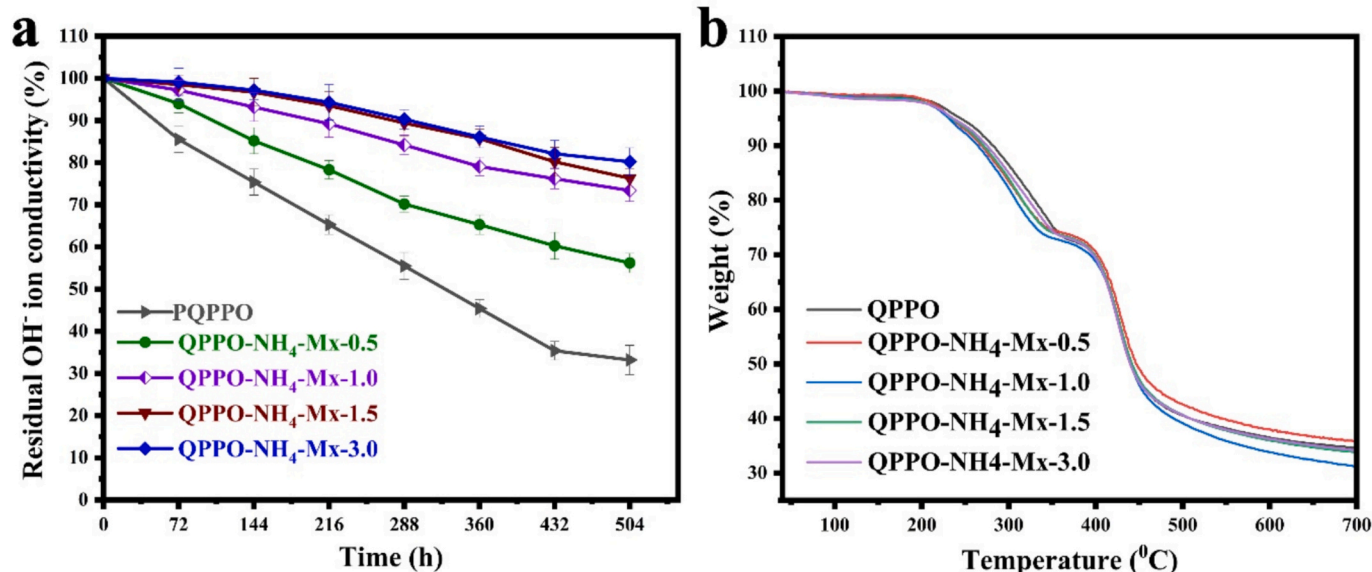 a
110
100
90
80
70
60
50
40
30
20
10
0
Residual OH⁻ ion conductivity (%)
PQPPO
QPPO-NH₄-Mx-0.5
QPPO-NH₄-Mx-1.0
QPPO-NH₄-Mx-1.5
QPPO-NH₄-Mx-3.0
0 72 144 216 288 360 432 504
Time (h)
b
110
100
90
80
70
60
50
40
30
Weight (%)
QPPO
QPPO-NH₄-Mx-0.5
QPPO-NH₄-Mx-1.0
QPPO-NH₄-Mx-1.5
QPPO-NH4-Mx-3.0
100 200 300 400 500 600 700
Temperature (⁰C)